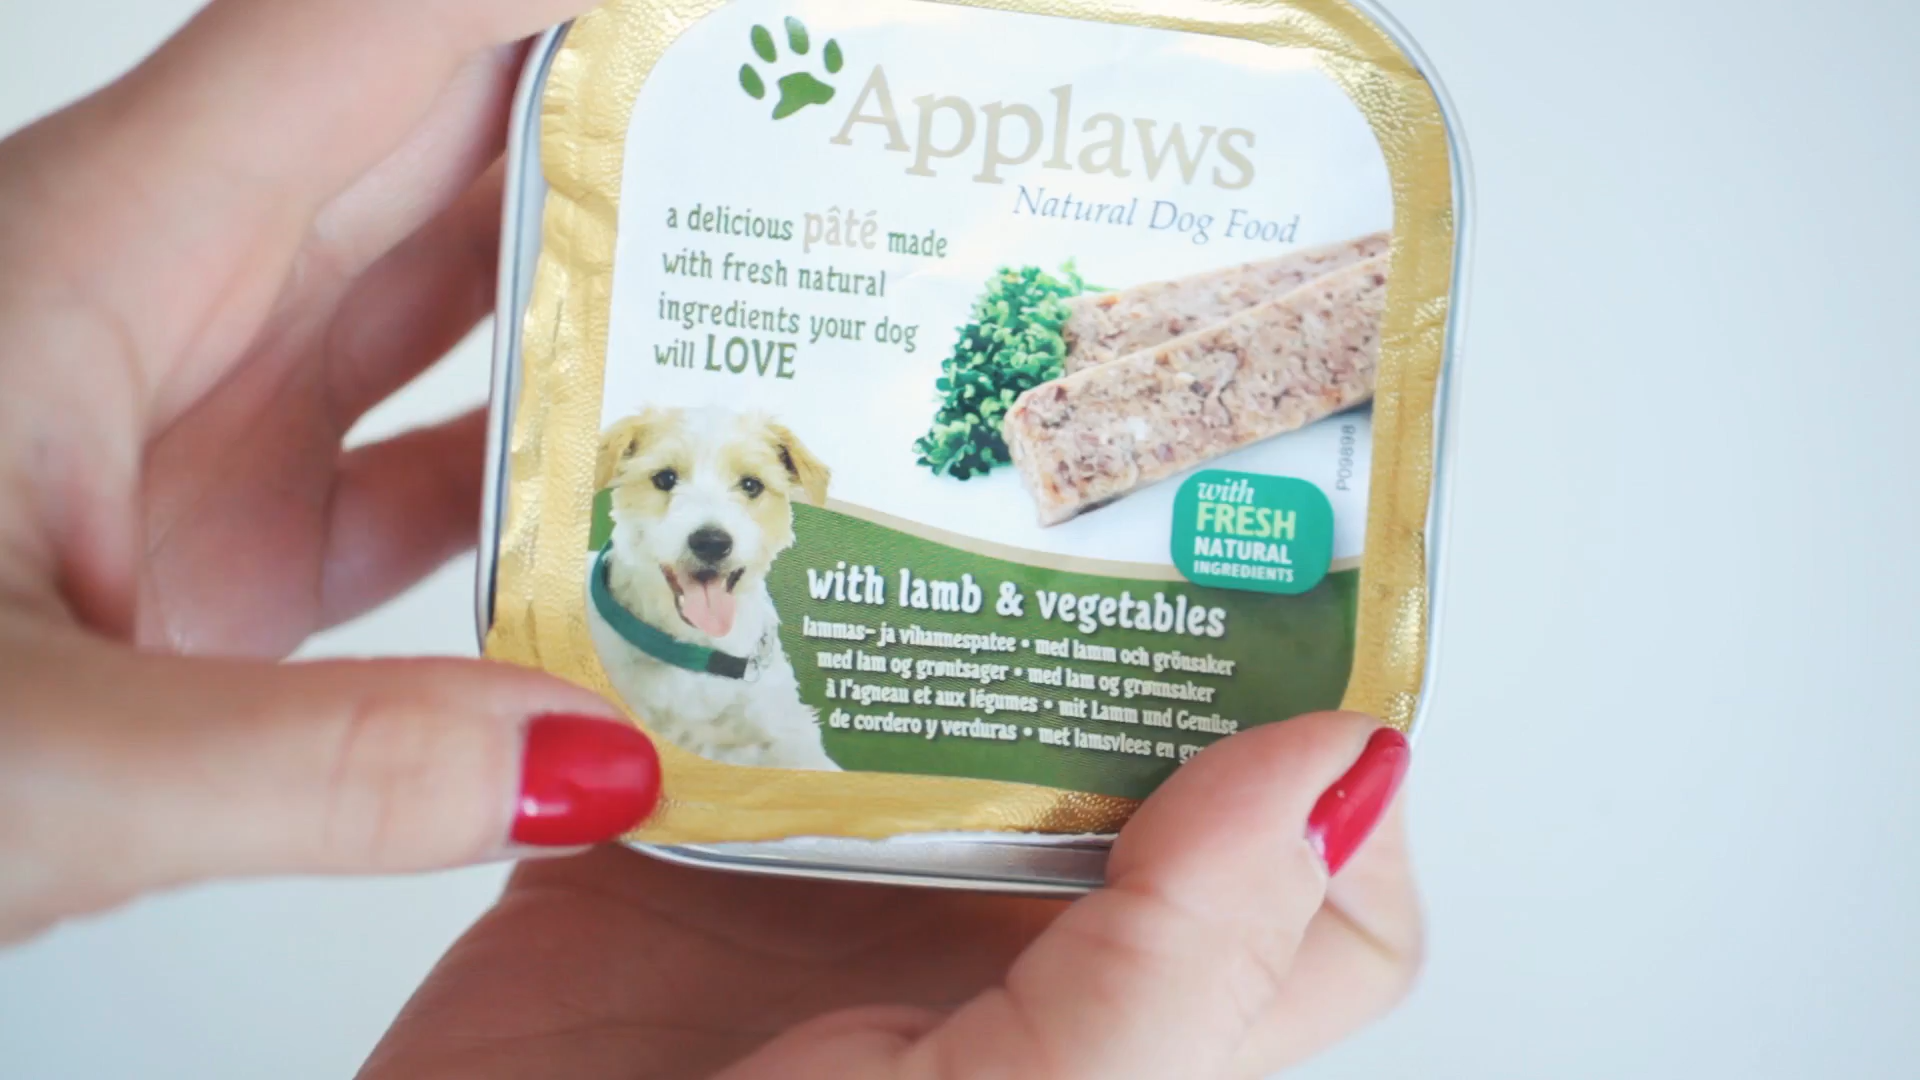 Applaws
Natural Dog Food
a delicious pâté made
with fresh natural
ingredients your dog
will LOVE
P09898
with
FRESH
NATURAL
INGREDIENTS
with lamb & vegetables
lammas- ja vihannespatee • med lamm och grönsaker
med lam og grøntsager • med lam og grønnsaker
à l'agneau et aux légumes • mit Lamm und Gemüse
de cordero y verduras • met lamsvlees en